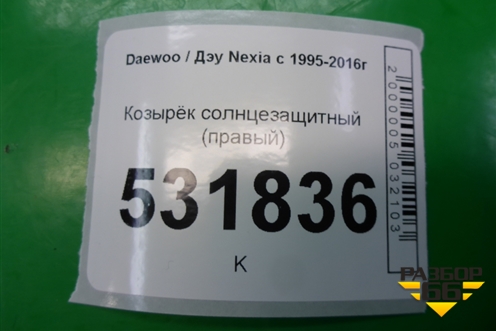 Daewoo / Дэу Nexia с 1995-2016г
Козырёк солнцезащитный
(правый)
531836
К
2000005032103
РАЗБОР
66